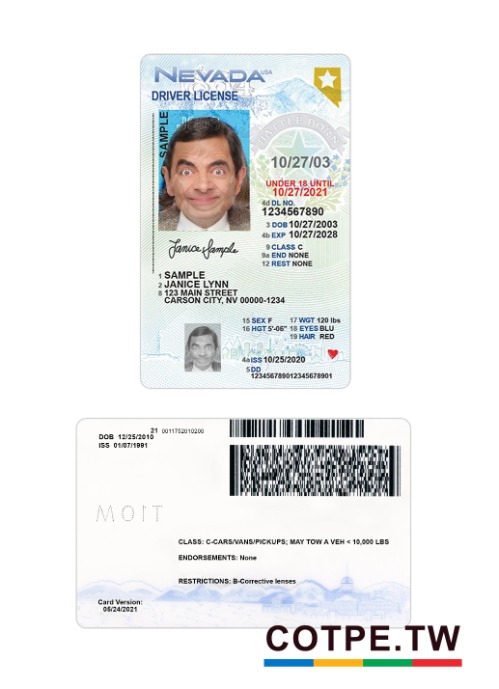 NEVADA USA
DRIVER LICENSE
SAMPLE
10/27/03
UNDER 18 UNTIL
10/27/2021
4d DL NO.
1234567890
3 DOB 10/27/2003
4b EXP 10/27/2028
9 CLASS C
9a END NONE
12 REST NONE
Janice Sample
1 SAMPLE
2 JANICE LYNN
8 123 MAIN STREET
CARSON CITY, NV 00000-1234
15 SEX F 17 WGT 120 lbs
16 HGT 5'-06" 18 EYES BLU
19 HAIR RED
4a ISS 10/25/2020
5 DD
123456789012345678901
21 0011752010200
DOB 12/25/2010
ISS 01/07/1991
TIOM
CLASS: C-CARS/VANS/PICKUPS; MAY TOW A VEH < 10,000 LBS
ENDORSEMENTS: None
RESTRICTIONS: B-Corrective lenses
Card Version:
05/24/2021
COTPE.TW